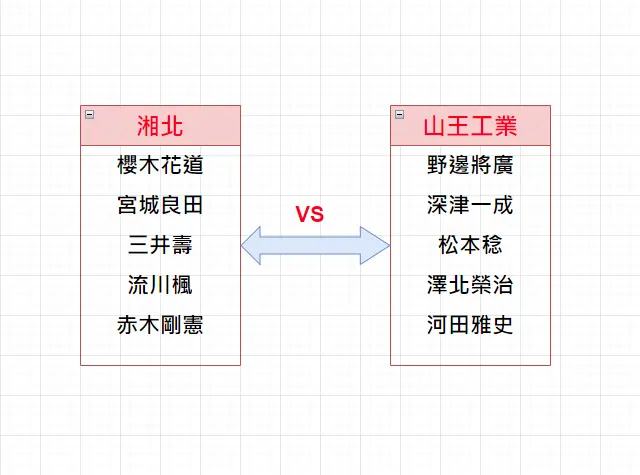 湘北
櫻木花道
宮城良田
三井壽
流川楓
赤木剛憲
VS
山王工業
野邊將廣
深津一成
松本稔
澤北榮治
河田雅史